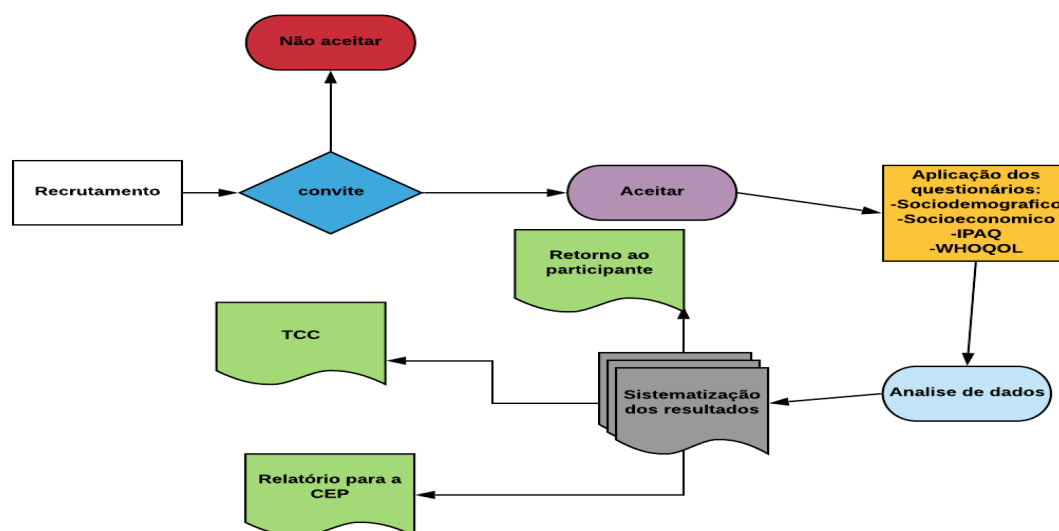 Não aceitar
Recrutamento
convite
Aceitar
Aplicação dos
questionários:
-Sociodemografico
-Socioeconomico
-IPAQ
-WHOQOL
Retorno ao
participante
TCC
Sistematização
dos resultados
Analise de dados
Relatório para a
CEP